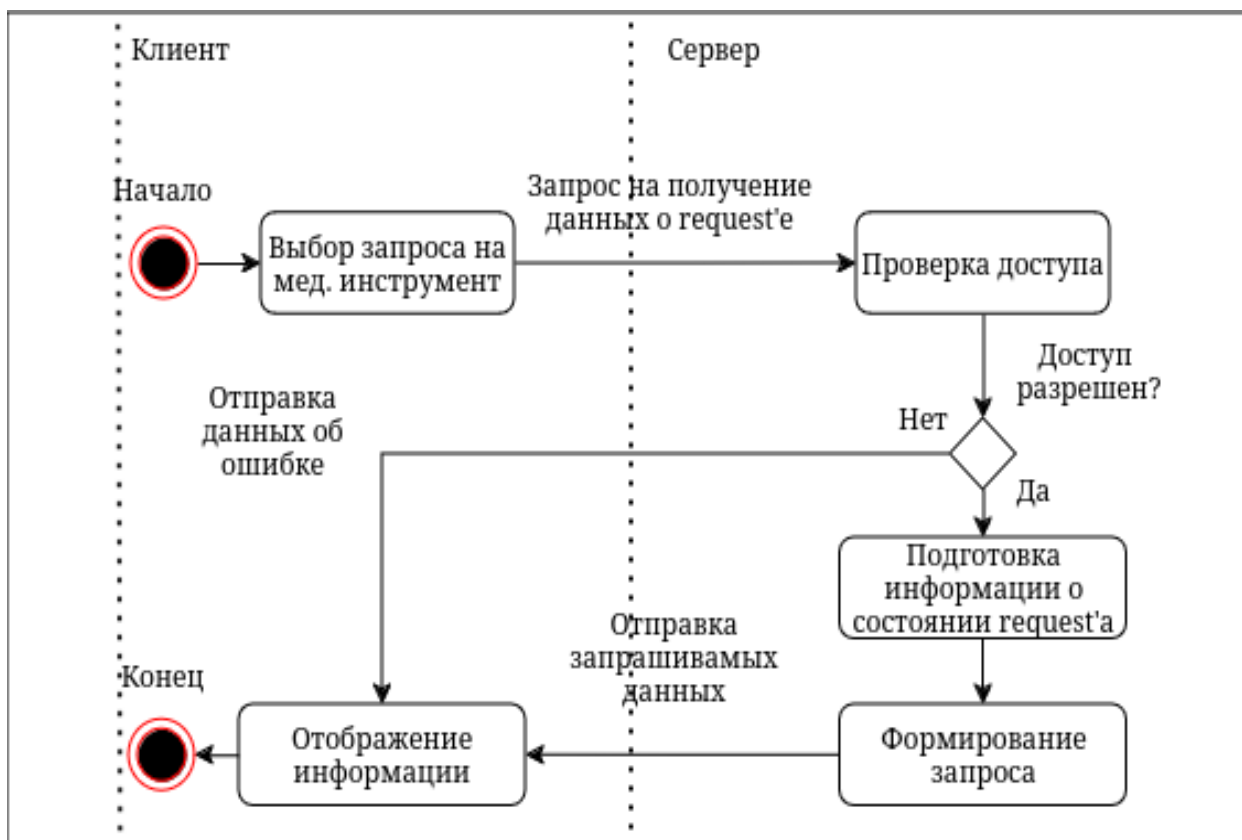 Клиент
Сервер
Начало
Запрос на получение
данных о request'е
Выбор запроса на
мед. инструмент
Проверка доступа
Доступ
разрешен?
Отправка
данных об
ошибке
Нет
Да
Подготовка
информации о
состоянии request'а
Отправка
запрашивамых
данных
Конец
Отображение
информации
Формирование
запроса